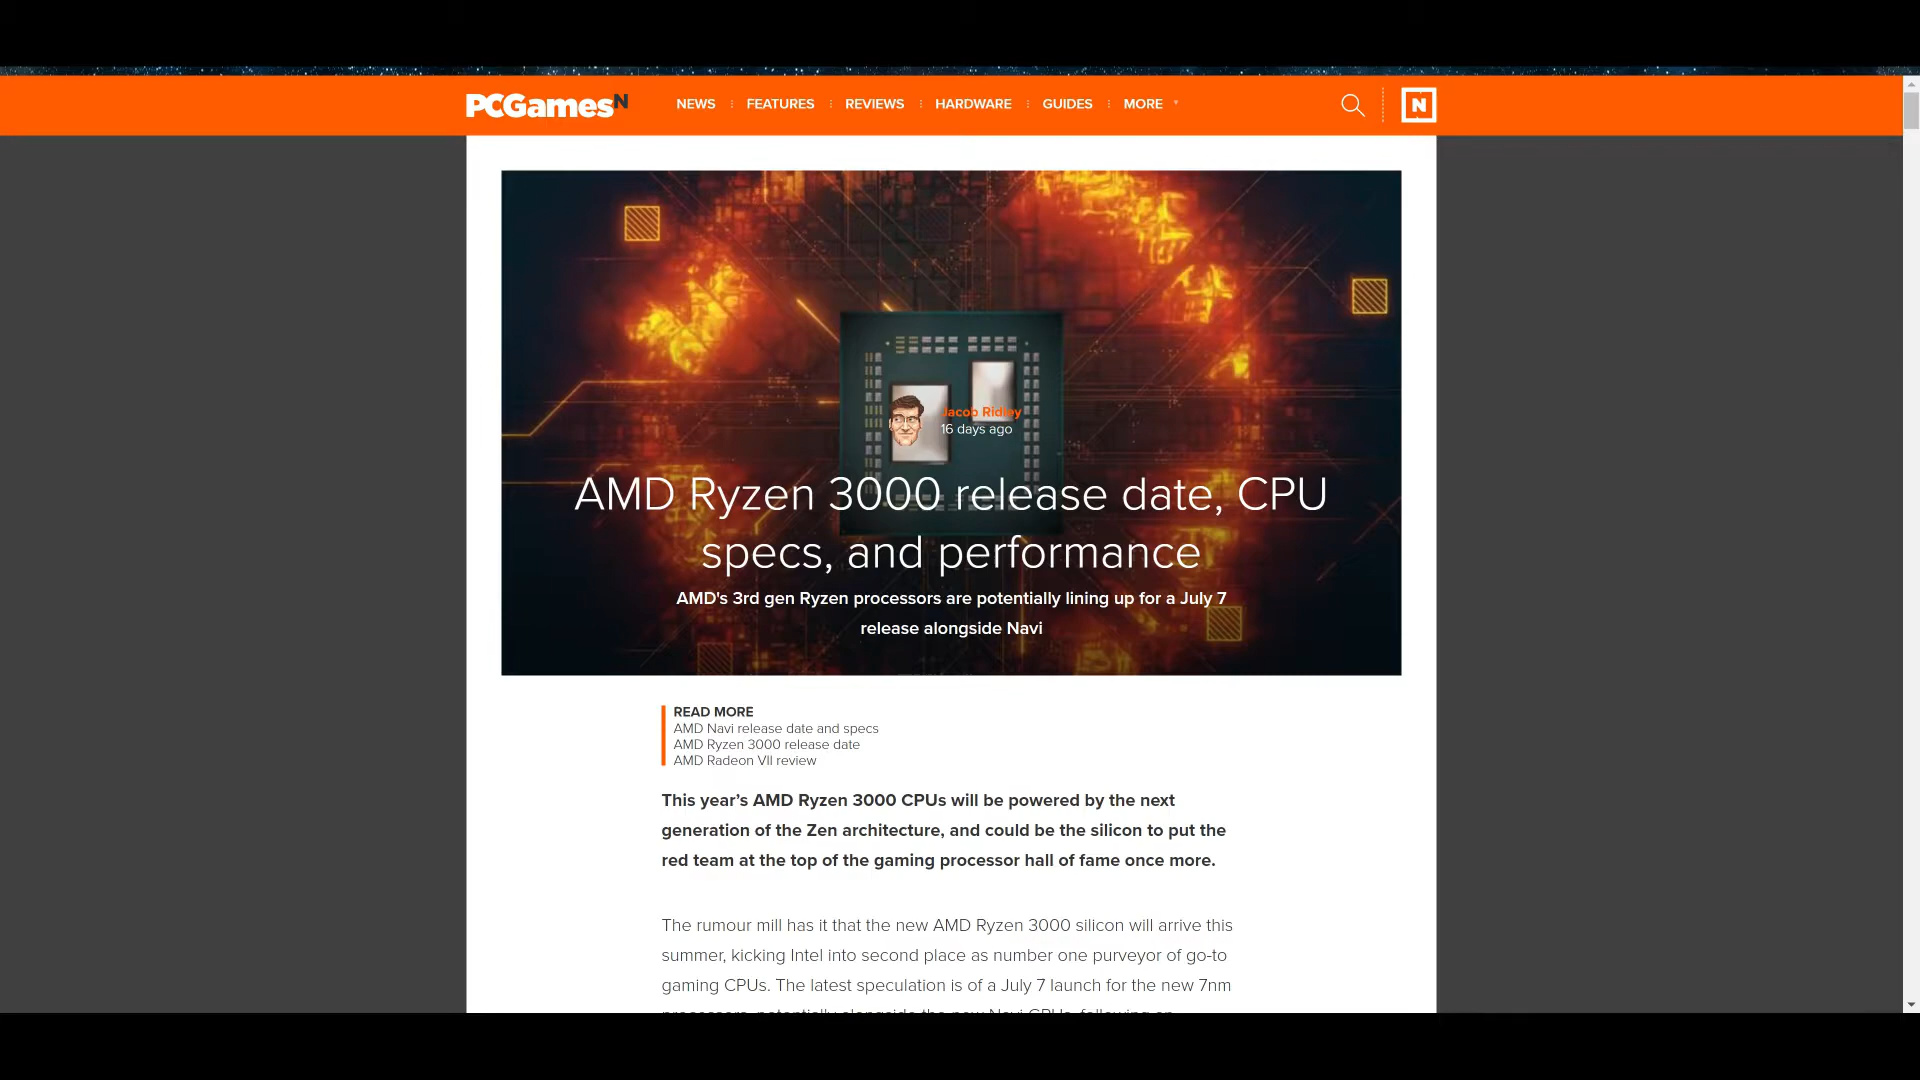 PCGamesN
NEWS
FEATURES
REVIEWS
HARDWARE
GUIDES
MORE
N
Jacob Ridley
16 days ago
AMD Ryzen 3000 release date, CPU
specs, and performance
AMD's 3rd gen Ryzen processors are potentially lining up for a July 7
release alongside Navi
READ MORE
AMD Navi release date and specs
AMD Ryzen 3000 release date
AMD Radeon VII review
This year’s AMD Ryzen 3000 CPUs will be powered by the next
generation of the Zen architecture, and could be the silicon to put the
red team at the top of the gaming processor hall of fame once more.
The rumour mill has it that the new AMD Ryzen 3000 silicon will arrive this
summer, kicking Intel into second place as number one purveyor of go-to
gaming CPUs. The latest speculation is of a July 7 launch for the new 7nm